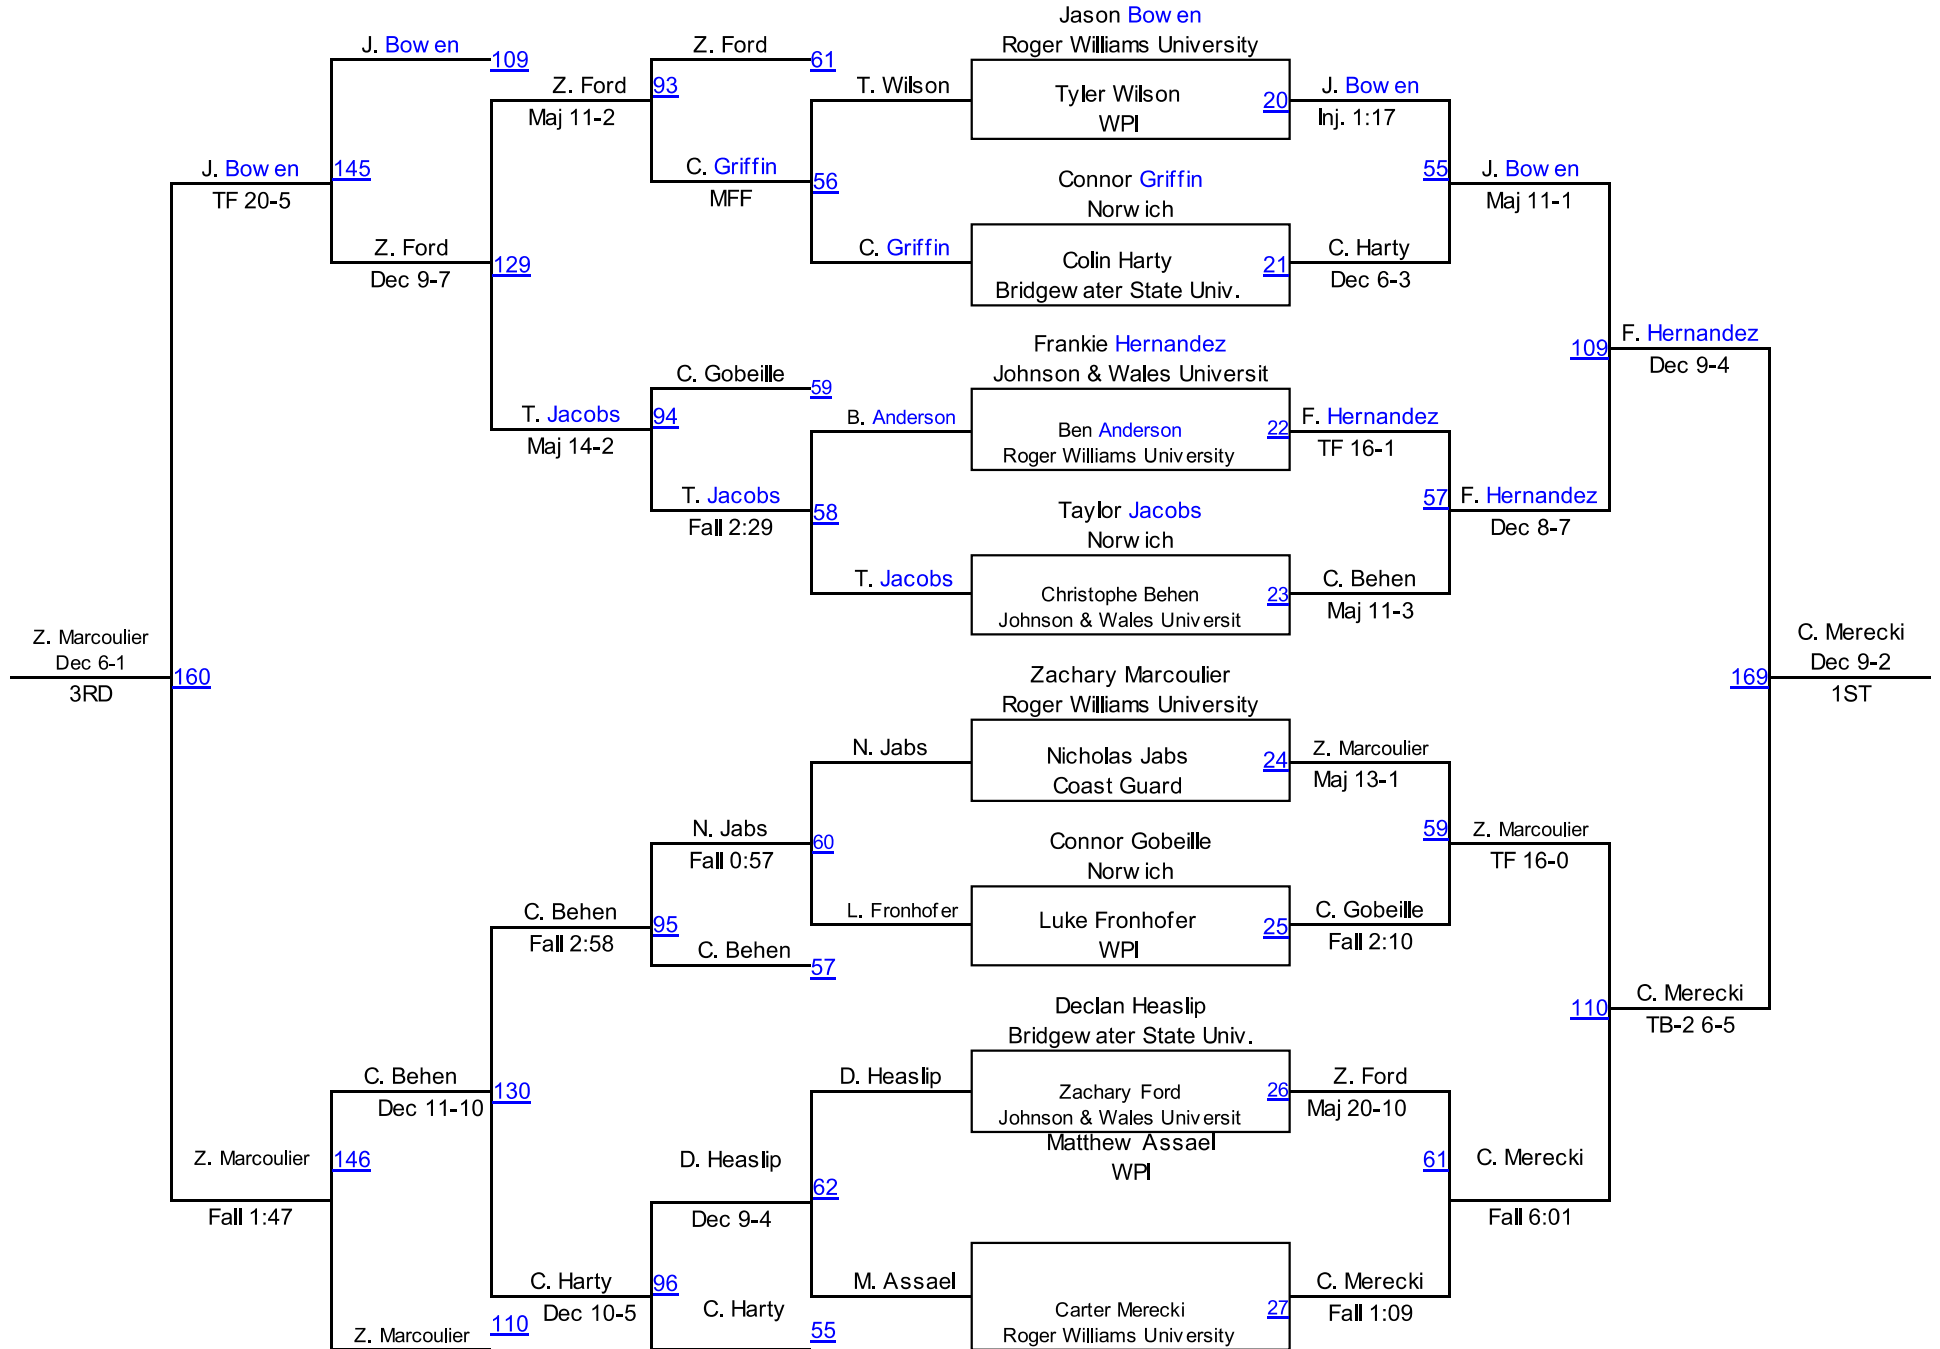 Jason Bowen
J. Bowen
Z. Ford
Roger Williams University
109
61
Z. Ford
93
T. Wilson
Tyler Wilson
20
J. Bowen
Maj 11-2
WPI
Inj. 1:17
J. Bowen
145
C. Griffin
56
Connor Griffin
55
J. Bowen
TF 20-5
MFF
Norwich
Maj 11-1
Z. Ford
129
C. Griffin
Colin Harty
21
C. Harty
Dec 9-7
Bridgewater State Univ.
Dec 6-3
Frankie Hernandez
109
F. Hernandez
C. Gobeille
59
Johnson & Wales Universit
Dec 9-4
T. Jacobs
94
B. Anderson
Ben Anderson
22
F. Hernandez
Maj 14-2
Roger Williams University
TF 16-1
T. Jacobs
58
Taylor Jacobs
57
F. Hernandez
Fall 2:29
Norwich
Dec 8-7
T. Jacobs
Christophe Behen
23
C. Behen
Johnson & Wales Universit
Maj 11-3
Z. Marcoulier
C. Merecki
Dec 6-1
160
Zachary Marcoulier
169
Dec 9-2
3RD
Roger Williams University
1ST
N. Jabs
Nicholas Jabs
24
Z. Marcoulier
Coast Guard
Maj 13-1
N. Jabs
60
Connor Gobeille
59
Z. Marcoulier
Fall 0:57
Norwich
TF 16-0
C. Behen
95
L. Fronhofer
Luke Fronhofer
25
C. Gobeille
Fall 2:58
C. Behen
57
WPI
Fall 2:10
Declan Heaslip
110
C. Merecki
Bridgewater State Univ.
TB-2 6-5
C. Behen
130
D. Heaslip
Zachary Ford
26
Z. Ford
Dec 11-10
Johnson & Wales Universit
Maj 20-10
Z. Marcoulier
146
D. Heaslip
62
Matthew Assael
61
C. Merecki
WPI
Fall 1:47
Dec 9-4
Fall 6:01
C. Harty
96
M. Assael
Carter Merecki
27
C. Merecki
Dec 10-5
C. Harty
Fall 1:09
Z. Marcoulier
110
55
Roger Williams University